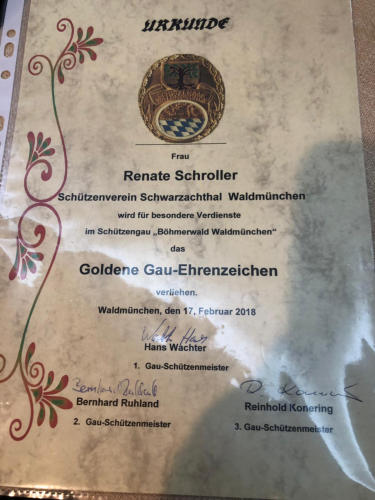 URKUNDE
Frau
Renate Schroller
Schützenverein Schwarzachthal Waldmünchen
wird für besondere Verdienste
im Schützengau „Böhmerwald Waldmünchen“
das
Goldene Gau-Ehrenzeichen
verliehen.
Waldmünchen, den 17, Februar 2018
Hans Wächter
1. Gau-Schützenmeister
Bernhard Ruhland
Reinhold Konering
2. Gau-Schützenmeister
3. Gau-Schützenmeister